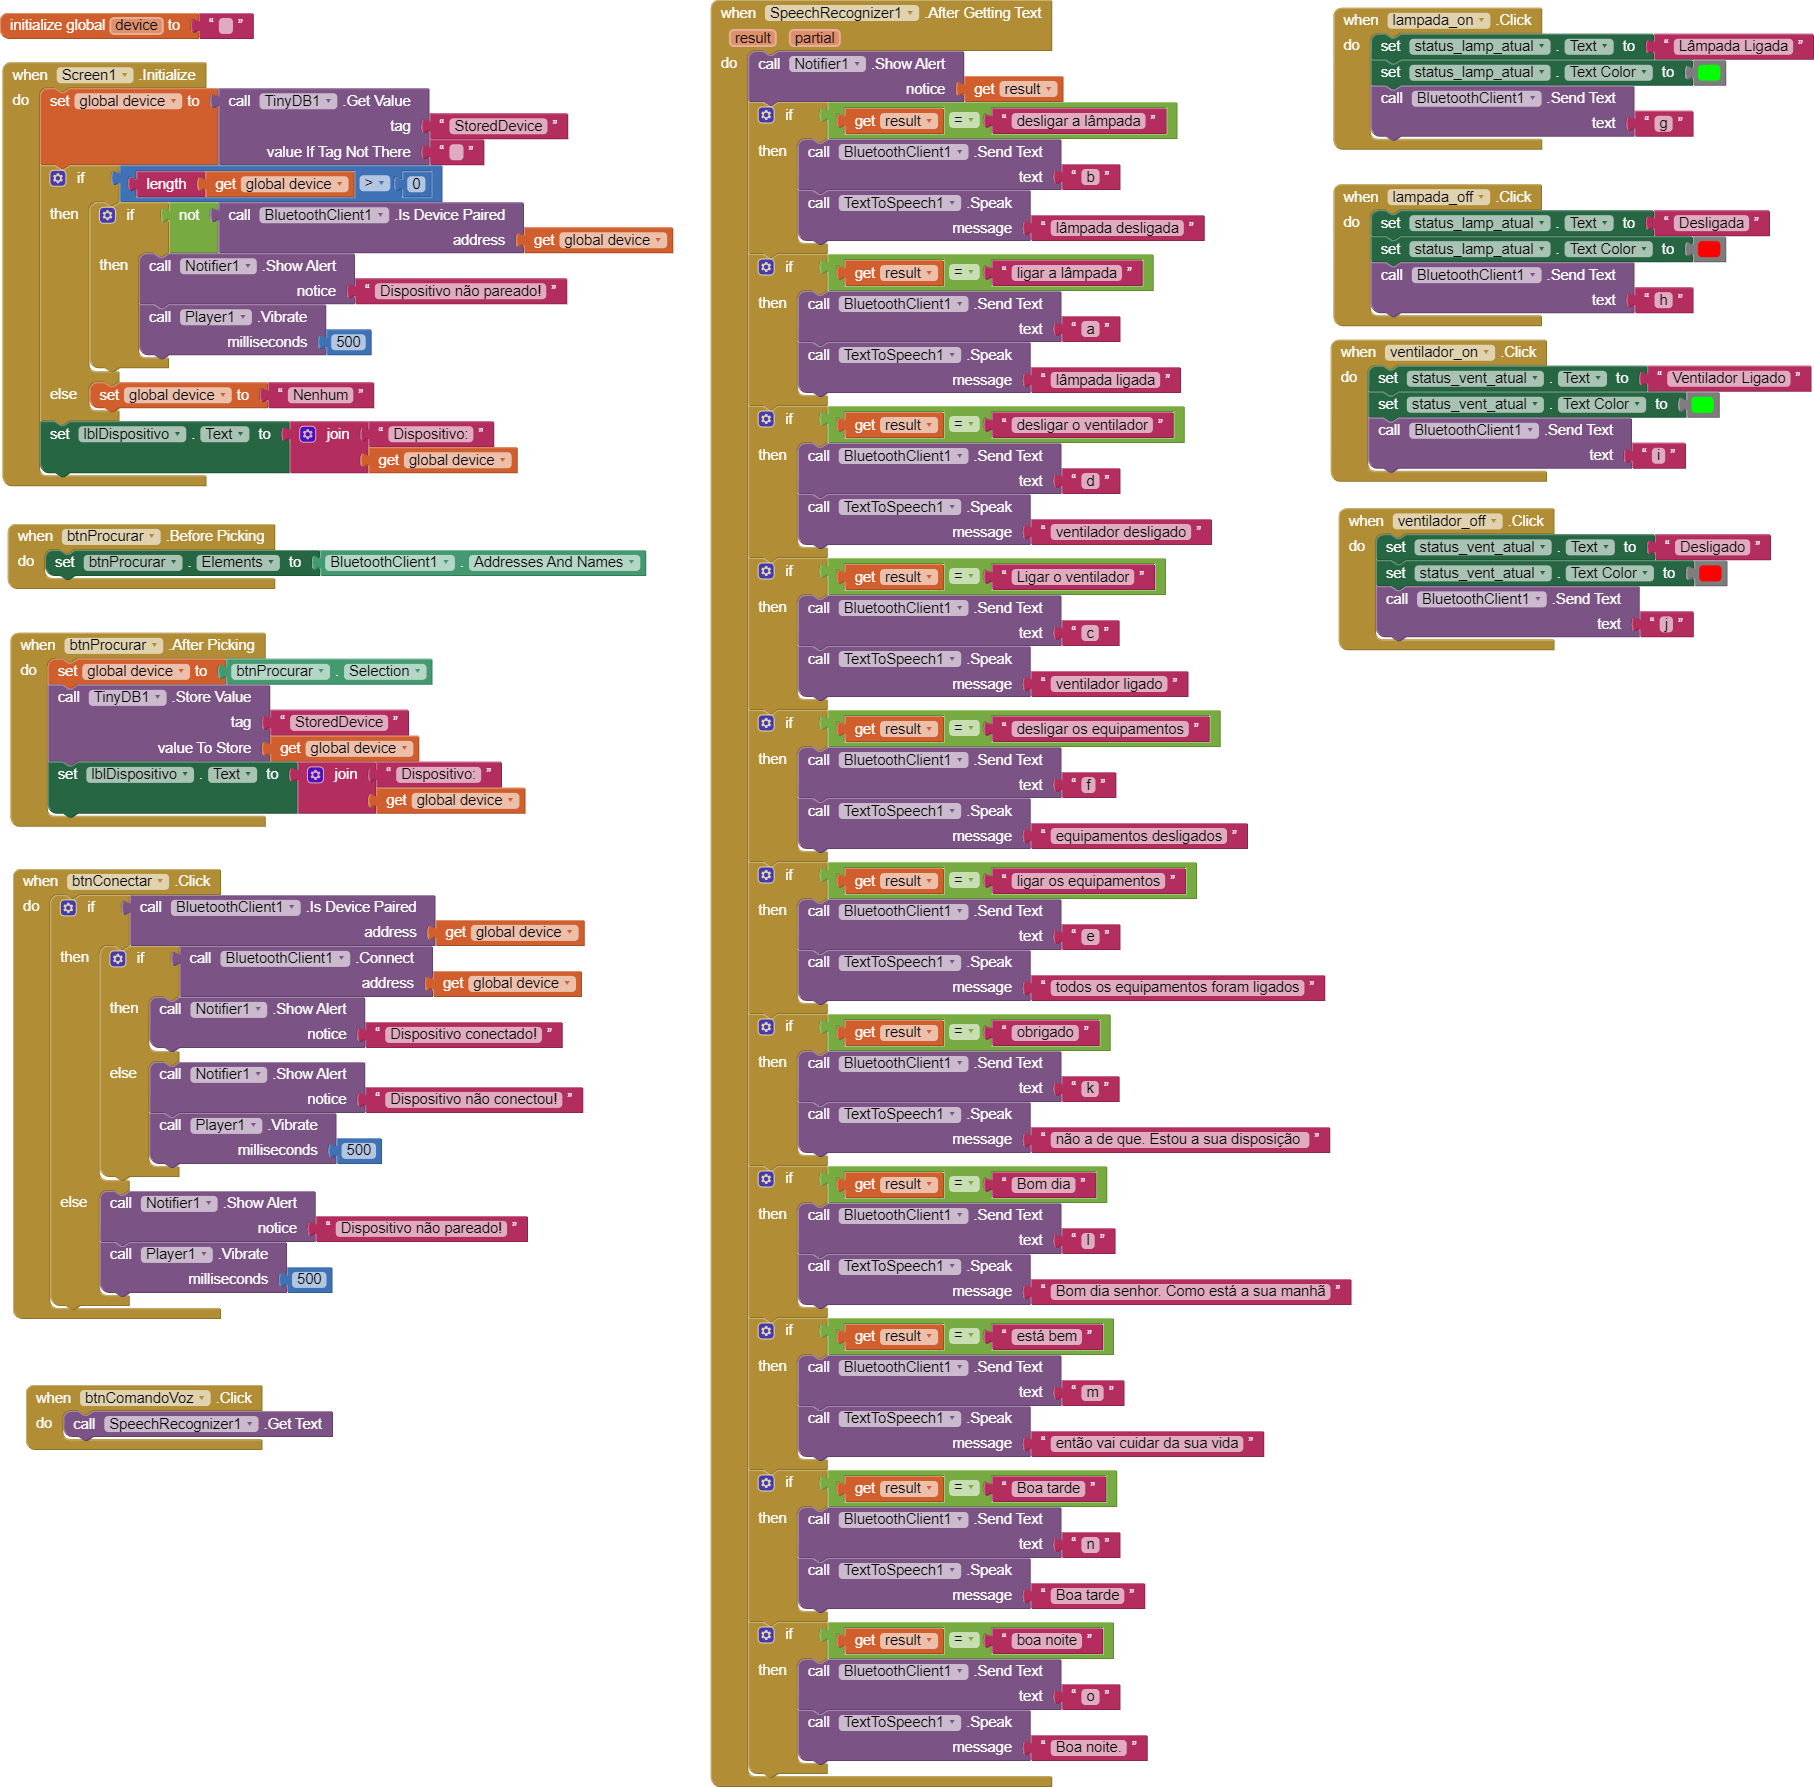 initialize global device to " "
when Screen1 .Initialize
do set global device to call TinyDB1 .Get Value
tag " StoredDevice "
value If Tag Not There " "
if length get global device > 0
then if not call BluetoothClient1 .Is Device Paired
address get global device
then call Notifier1 .Show Alert
notice " Dispositivo não pareado! "
call Player1 .Vibrate
milliseconds 500
else set global device to " Nenhum "
set lblDispositivo . Text to join " Dispositivo: "
get global device
when btnProcurar .Before Picking
do set btnProcurar . Elements to BluetoothClient1 . Addresses And Names
when btnProcurar .After Picking
do set global device to btnProcurar . Selection
call TinyDB1 .Store Value
tag " StoredDevice "
value To Store get global device
set lblDispositivo . Text to join " Dispositivo: "
get global device
when btnConectar .Click
do if call BluetoothClient1 .Is Device Paired
address get global device
then if call BluetoothClient1 .Connect
address get global device
then call Notifier1 .Show Alert
notice " Dispositivo conectado! "
else call Notifier1 .Show Alert
notice " Dispositivo não conectou! "
call Player1 .Vibrate
milliseconds 500
else call Notifier1 .Show Alert
notice " Dispositivo não pareado! "
call Player1 .Vibrate
milliseconds 500
when btnComandoVoz .Click
do call SpeechRecognizer1 .Get Text
when SpeechRecognizer1 .After Getting Text
result partial
do call Notifier1 .Show Alert
notice get result
if get result = " desligar a lâmpada "
then call BluetoothClient1 .Send Text
text " b "
call TextToSpeech1 .Speak
message " lâmpada desligada "
if get result = " ligar a lâmpada "
then call BluetoothClient1 .Send Text
text " a "
call TextToSpeech1 .Speak
message " lâmpada ligada "
if get result = " desligar o ventilador "
then call BluetoothClient1 .Send Text
text " d "
call TextToSpeech1 .Speak
message " ventilador desligado "
if get result = " Ligar o ventilador "
then call BluetoothClient1 .Send Text
text " c "
call TextToSpeech1 .Speak
message " ventilador ligado "
if get result = " desligar os equipamentos "
then call BluetoothClient1 .Send Text
text " f "
call TextToSpeech1 .Speak
message " equipamentos desligados "
if get result = " ligar os equipamentos "
then call BluetoothClient1 .Send Text
text " e "
call TextToSpeech1 .Speak
message " todos os equipamentos foram ligados "
if get result = " obrigado "
then call BluetoothClient1 .Send Text
text " k "
call TextToSpeech1 .Speak
message " não a de que. Estou a sua disposição "
if get result = " Bom dia "
then call BluetoothClient1 .Send Text
text " l "
call TextToSpeech1 .Speak
message " Bom dia senhor. Como está a sua manhã "
if get result = " está bem "
then call BluetoothClient1 .Send Text
text " m "
call TextToSpeech1 .Speak
message " então vai cuidar da sua vida "
if get result = " Boa tarde "
then call BluetoothClient1 .Send Text
text " n "
call TextToSpeech1 .Speak
message " Boa tarde "
if get result = " boa noite "
then call BluetoothClient1 .Send Text
text " o "
call TextToSpeech1 .Speak
message " Boa noite. "
when lampada_on .Click
do set status_lamp_atual . Text to " Lâmpada Ligada "
set status_lamp_atual . Text Color to
call BluetoothClient1 .Send Text
text " g "
when lampada_off .Click
do set status_lamp_atual . Text to " Desligada "
set status_lamp_atual . Text Color to
call BluetoothClient1 .Send Text
text " h "
when ventilador_on .Click
do set status_vent_atual . Text to " Ventilador Ligado "
set status_vent_atual . Text Color to
call BluetoothClient1 .Send Text
text " i "
when ventilador_off .Click
do set status_vent_atual . Text to " Desligado "
set status_vent_atual . Text Color to
call BluetoothClient1 .Send Text
text " j "